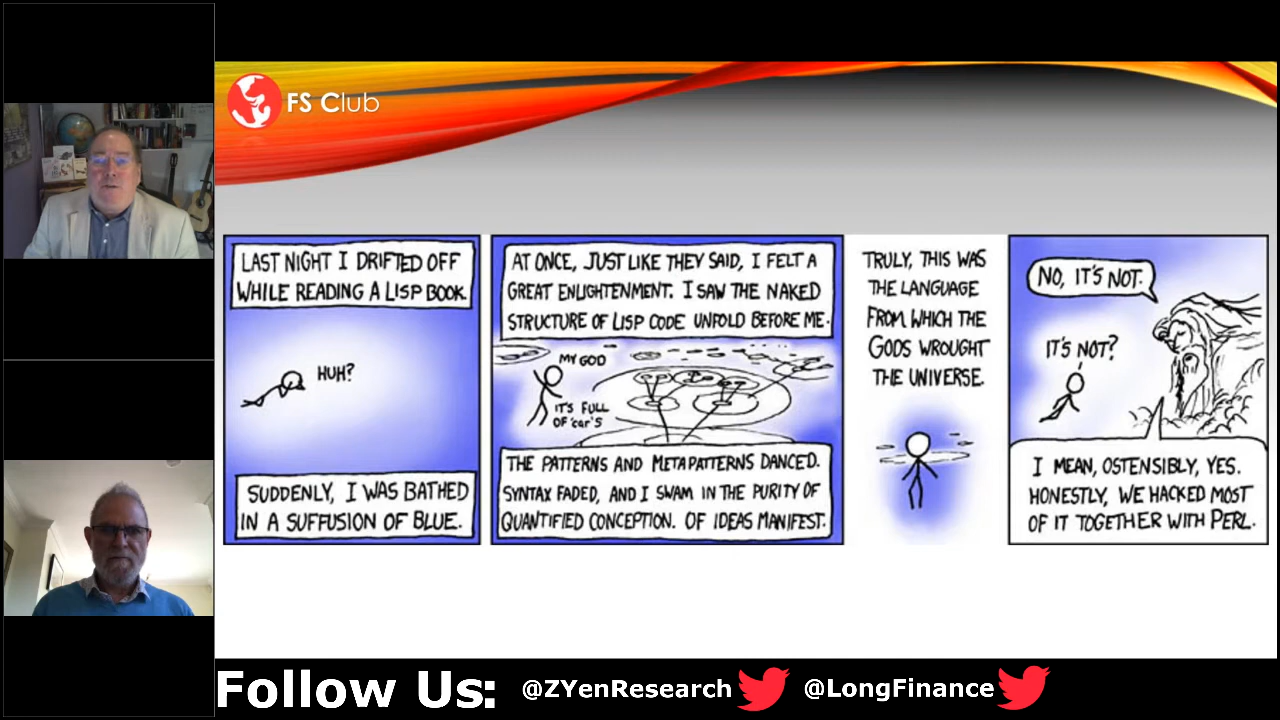 FS Club
LAST NIGHT I DRIFTED OFF
WHILE READING A LISP BOOK.
HUH?
SUDDENLY, I WAS BATHED
IN A SUFFUSION OF BLUE.
AT ONCE, JUST LIKE THEY SAID, I FELT A
GREAT ENLIGHTENMENT. I SAW THE NAKED
STRUCTURE OF LISP CODE UNFOLD BEFORE ME.
MY GOD
IT'S FULL
OF 'car'S
THE PATTERNS AND METAPATTERNS DANCED.
SYNTAX FADED, AND I SWAM IN THE PURITY OF
QUANTIFIED CONCEPTION. OF IDEAS MANIFEST.
TRULY, THIS WAS
THE LANGUAGE
FROM WHICH THE
GODS WROUGHT
THE UNIVERSE.
NO, IT'S NOT.
IT'S NOT?
I MEAN, OSTENSIBLY, YES.
HONESTLY, WE HACKED MOST
OF IT TOGETHER WITH PERL.
Follow Us: @ZYenResearch @LongFinance